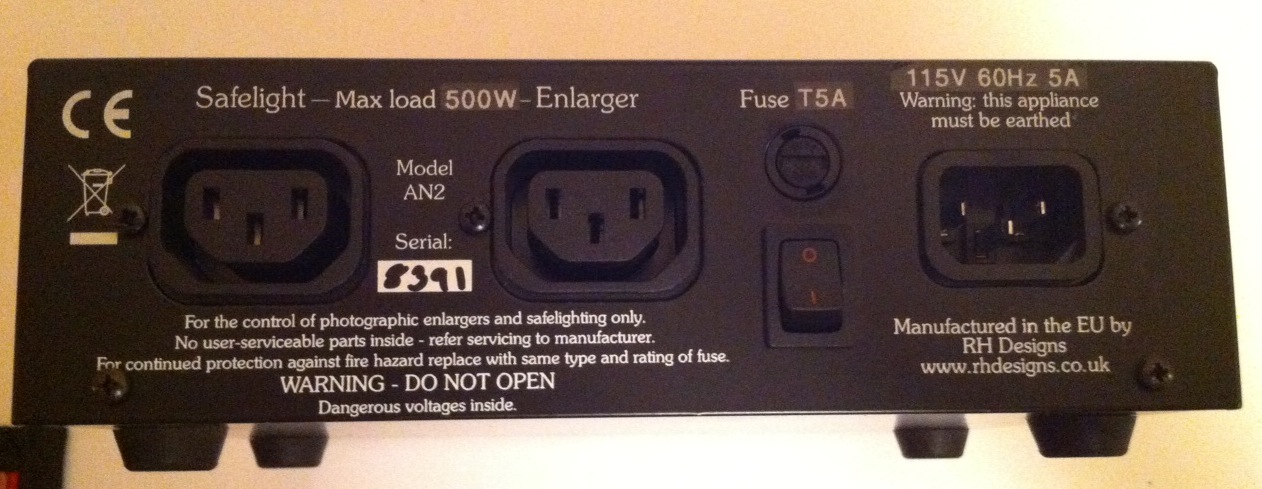 CE
Safelight – Max load 500W – Enlarger
Model
AN2
Serial:
8391
For the control of photographic enlargers and safelighting only.
No user-serviceable parts inside - refer servicing to manufacturer.
For continued protection against fire hazard replace with same type and rating of fuse.
WARNING - DO NOT OPEN
Dangerous voltages inside.
Fuse T5A
O
I
115V 60Hz 5A
Warning: this appliance
must be earthed
Manufactured in the EU by
RH Designs
www.rhdesigns.co.uk